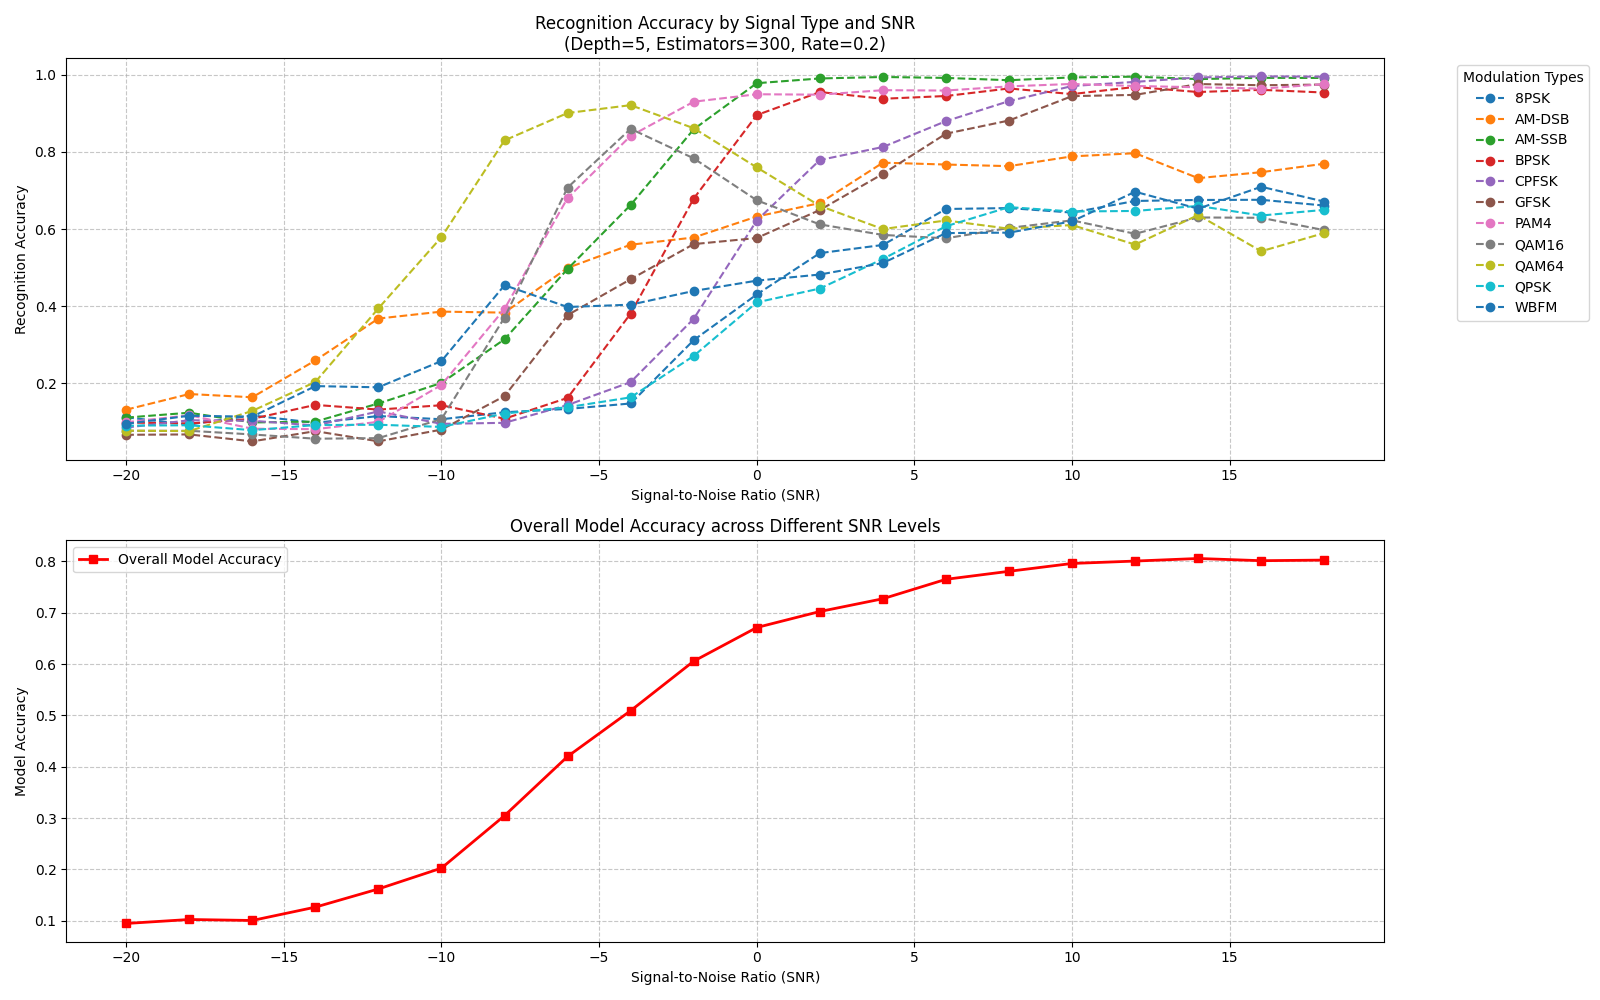 Recognition Accuracy by Signal Type and SNR
(Depth=5, Estimators=300, Rate=0.2)
Recognition Accuracy
1.0
0.8
0.6
0.4
0.2
−20
−15
−10
−5
0
5
10
15
Signal-to-Noise Ratio (SNR)
Modulation Types
8PSK
AM-DSB
AM-SSB
BPSK
CPFSK
GFSK
PAM4
QAM16
QAM64
QPSK
WBFM
Overall Model Accuracy across Different SNR Levels
Overall Model Accuracy
Model Accuracy
0.8
0.7
0.6
0.5
0.4
0.3
0.2
0.1
−20
−15
−10
−5
0
5
10
15
Signal-to-Noise Ratio (SNR)